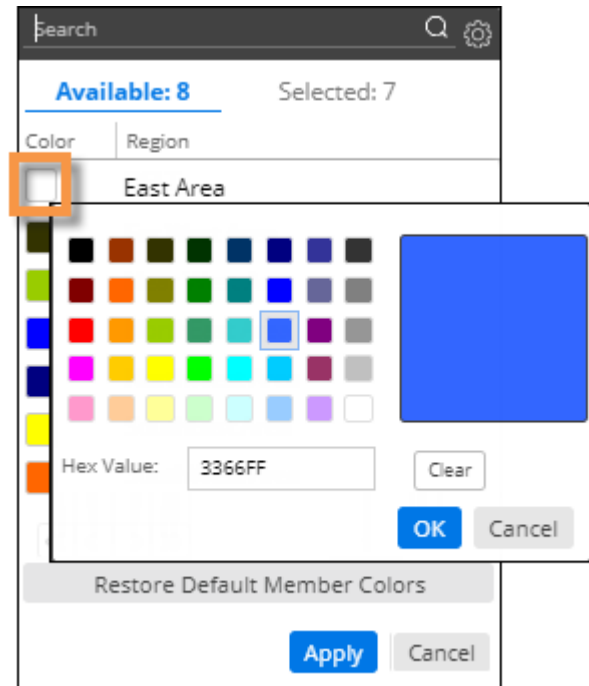 Search
Available: 8 Selected: 7
Color Region
East Area
Hex Value: 3366FF Clear
OK Cancel
Restore Default Member Colors
Apply Cancel